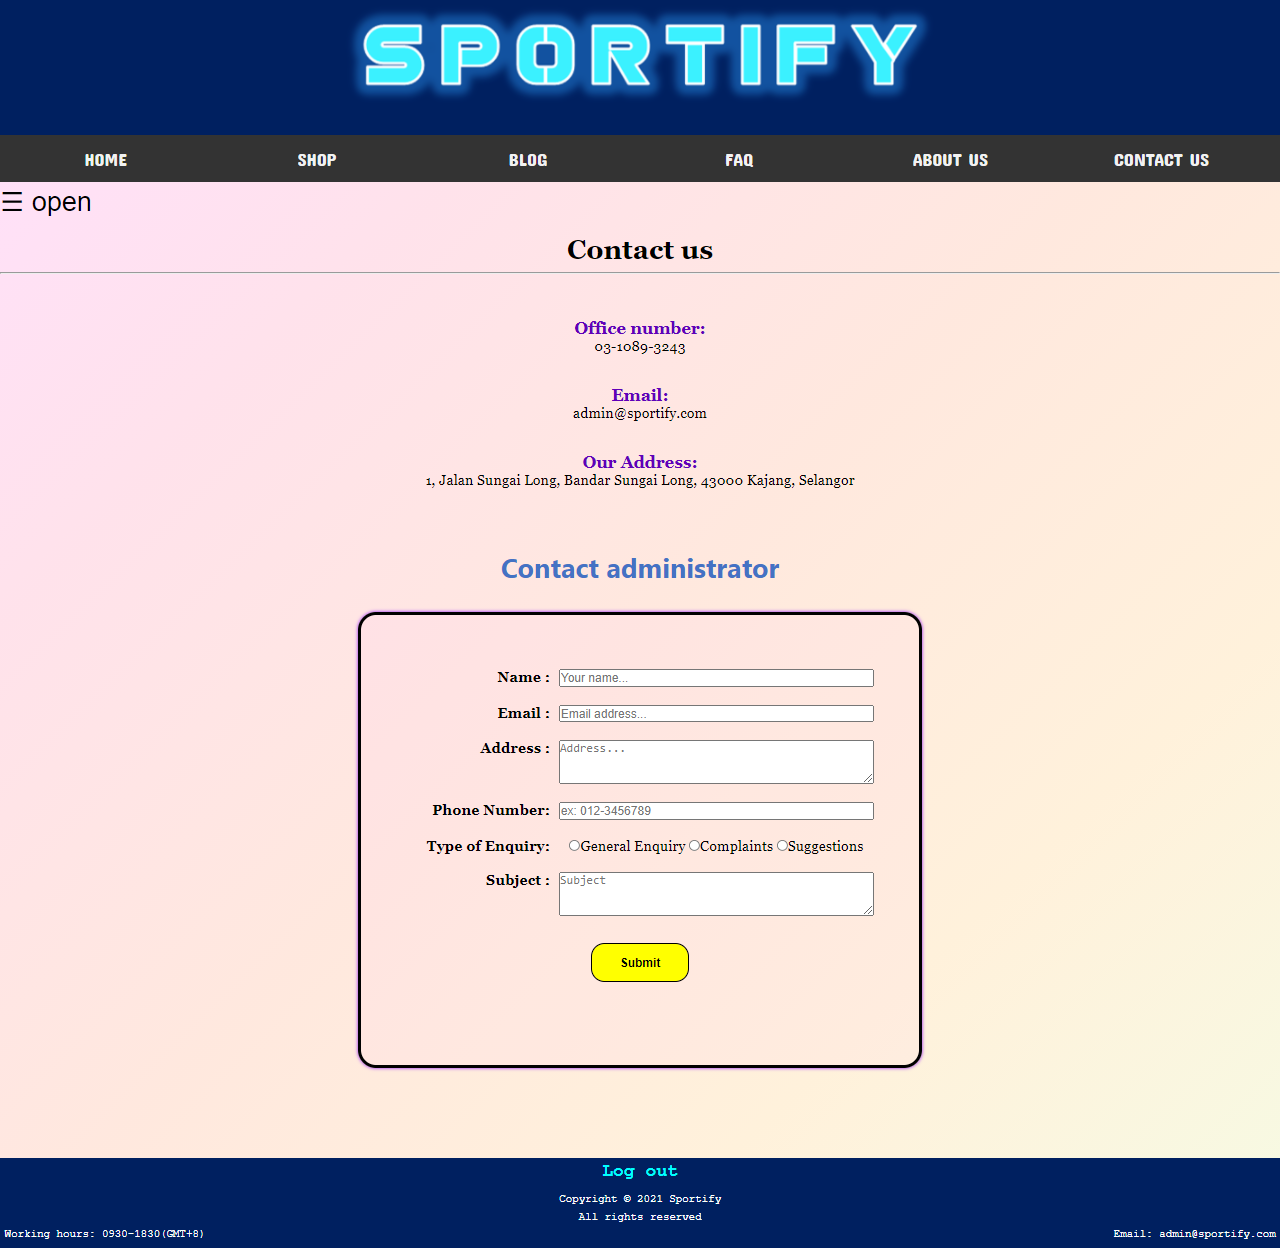 SPORTIFY
HOME SHOP BLOG FAQ ABOUT US CONTACT US
☰ open
Contact us
Office number:
03-1089-3243
Email:
admin@sportify.com
Our Address:
1, Jalan Sungai Long, Bandar Sungai Long, 43000 Kajang, Selangor
Contact administrator
Name : Your name...
Email : Email address...
Address : Address...
Phone Number: ex: 012-3456789
Type of Enquiry: General Enquiry Complaints Suggestions
Subject : Subject
Submit
Log out
Copyright © 2021 Sportify
All rights reserved
Working hours: 0930-1830(GMT+8) Email: admin@sportify.com